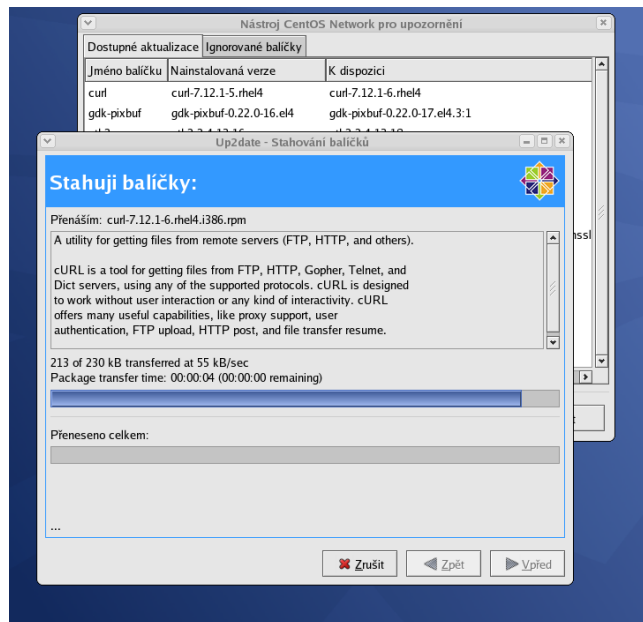 Nástroj CentOS Network pro upozornění
Dostupné aktualizace Ignorované balíčky
Jméno balíčku Nainstalovaná verze K dispozici
curl curl-7.12.1-5.rhel4 curl-7.12.1-6.rhel4
gdk-pixbuf gdk-pixbuf-0.22.0-16.el4 gdk-pixbuf-0.22.0-17.el4.3:1
Up2date - Stahování balíčků
Stahuji balíčky:
Přenáším: curl-7.12.1-6.rhel4.i386.rpm
A utility for getting files from remote servers (FTP, HTTP, and others).
cURL is a tool for getting files from FTP, HTTP, Gopher, Telnet, and
Dict servers, using any of the supported protocols. cURL is designed
to work without user interaction or any kind of interactivity. cURL
offers many useful capabilities, like proxy support, user
authentication, FTP upload, HTTP post, and file transfer resume.
213 of 230 kB transferred at 55 kB/sec
Package transfer time: 00:00:04 (00:00:00 remaining)
Přeneseno celkem:
...
Zrušit Zpět Vpřed